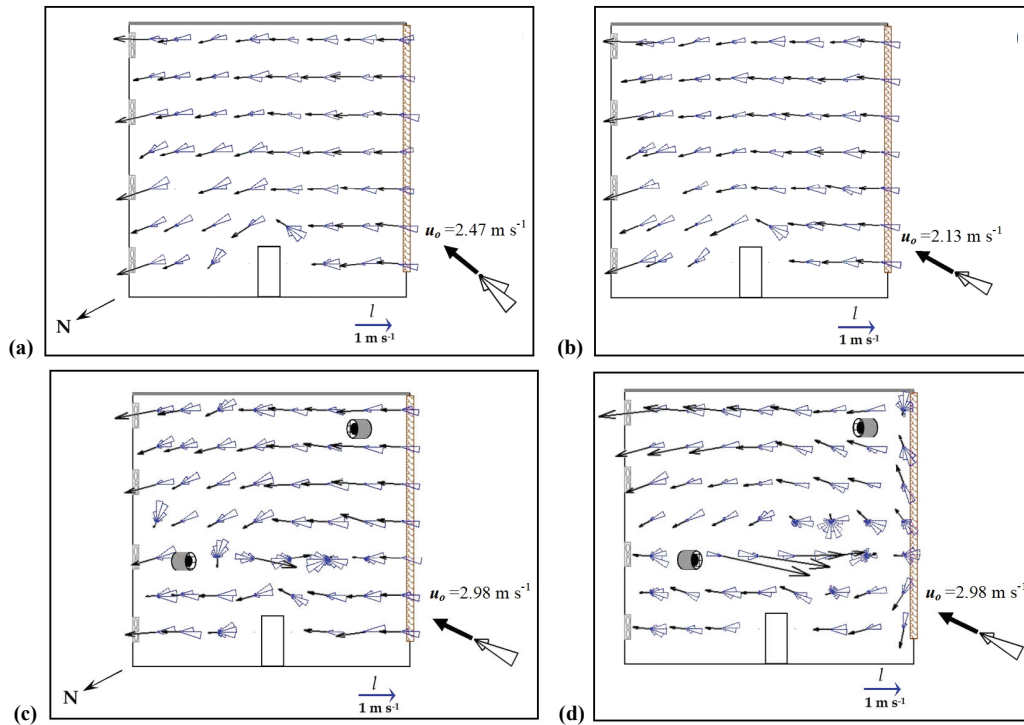 u_o =2.47 m s⁻¹
N
l
1 m s⁻¹
(a)
u_o =2.13 m s⁻¹
l
1 m s⁻¹
(b)
u_o =2.98 m s⁻¹
N
l
1 m s⁻¹
(c)
u_o =2.98 m s⁻¹
l
1 m s⁻¹
(d)